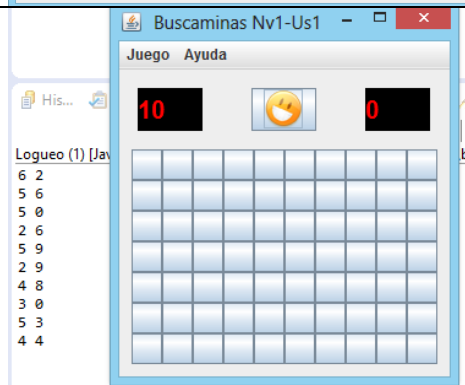 Buscaminas Nv1-Us1
Juego Ayuda
His...
10 0
Logueo (1) [Jav
6 2
5 6
5 0
2 6
5 9
2 9
4 8
3 0
5 3
4 4